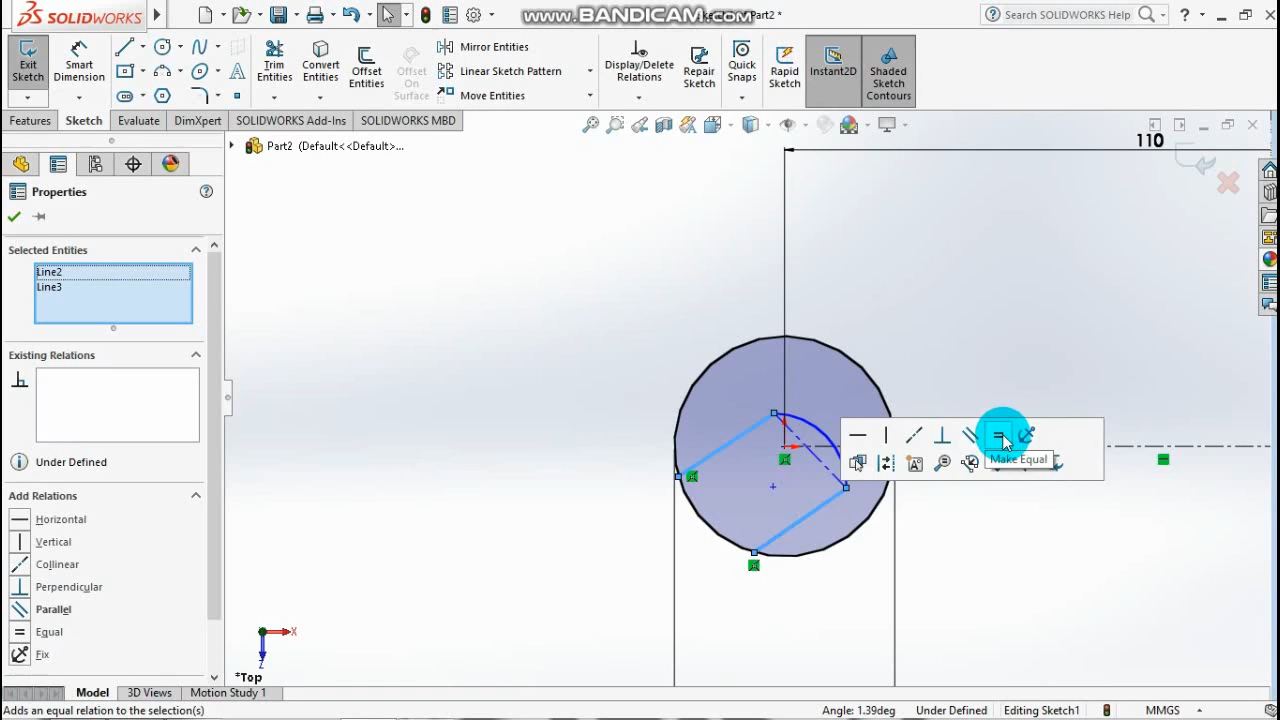 SOLIDWORKS
www.BANDICAM.com
Part2 *
Search SOLIDWORKS Help
?
Exit Sketch
Smart Dimension
Trim Entities
Convert Entities
Offset Entities
Offset On Surface
Mirror Entities
Linear Sketch Pattern
Move Entities
Display/Delete Relations
Repair Sketch
Quick Snaps
Rapid Sketch
Instant2D
Shaded Sketch Contours
Features
Sketch
Evaluate
DimXpert
SOLIDWORKS Add-Ins
SOLIDWORKS MBD
Part2 (Default<<Default>...
110
Properties
Selected Entities
Line2
Line3
Existing Relations
Under Defined
Add Relations
Horizontal
Vertical
Collinear
Perpendicular
Parallel
Equal
Fix
Make Equal
X
Z
*Top
Model
3D Views
Motion Study 1
Adds an equal relation to the selection(s)
Angle: 1.39deg
Under Defined
Editing Sketch1
MMGS